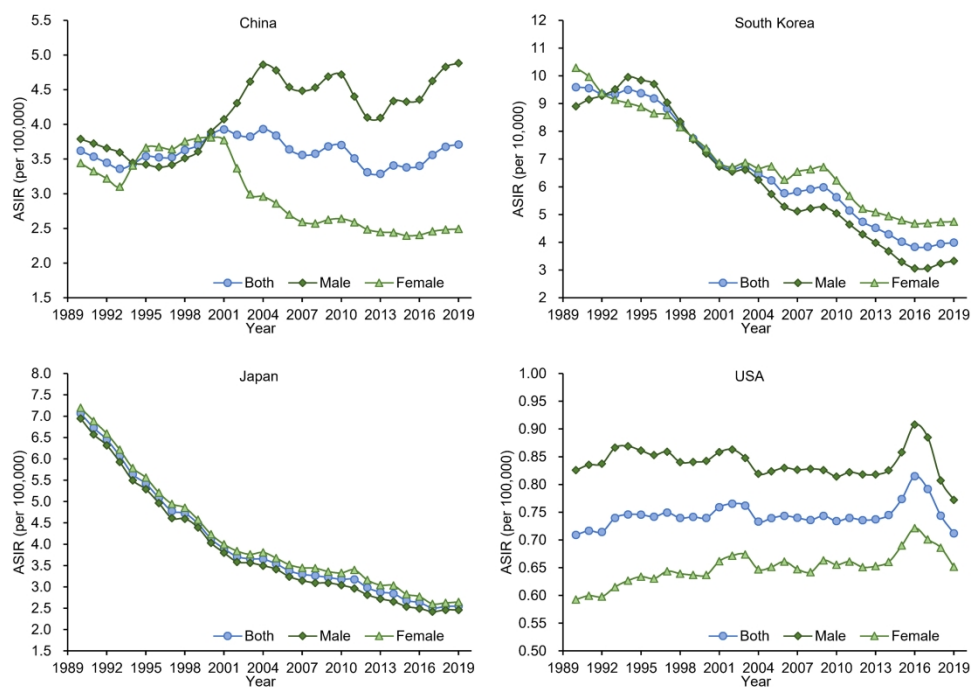 China
ASIR (per 100,000)
5.5
5.0
4.5
4.0
3.5
3.0
2.5
2.0
1.5
Both Male Female
1989 1992 1995 1998 2001 2004 2007 2010 2013 2016 2019
Year
South Korea
ASIR (per 10,000)
12
11
10
9
8
7
6
5
4
3
2
Both Male Female
1989 1992 1995 1998 2001 2004 2007 2010 2013 2016 2019
Year
Japan
ASIR (per 100,000)
8.0
7.5
7.0
6.5
6.0
5.5
5.0
4.5
4.0
3.5
3.0
2.5
2.0
1.5
Both Male Female
1989 1992 1995 1998 2001 2004 2007 2010 2013 2016 2019
Year
USA
ASIR (per 100,000)
1.00
0.95
0.90
0.85
0.80
0.75
0.70
0.65
0.60
0.55
0.50
Both Male Female
1989 1992 1995 1998 2001 2004 2007 2010 2013 2016 2019
Year